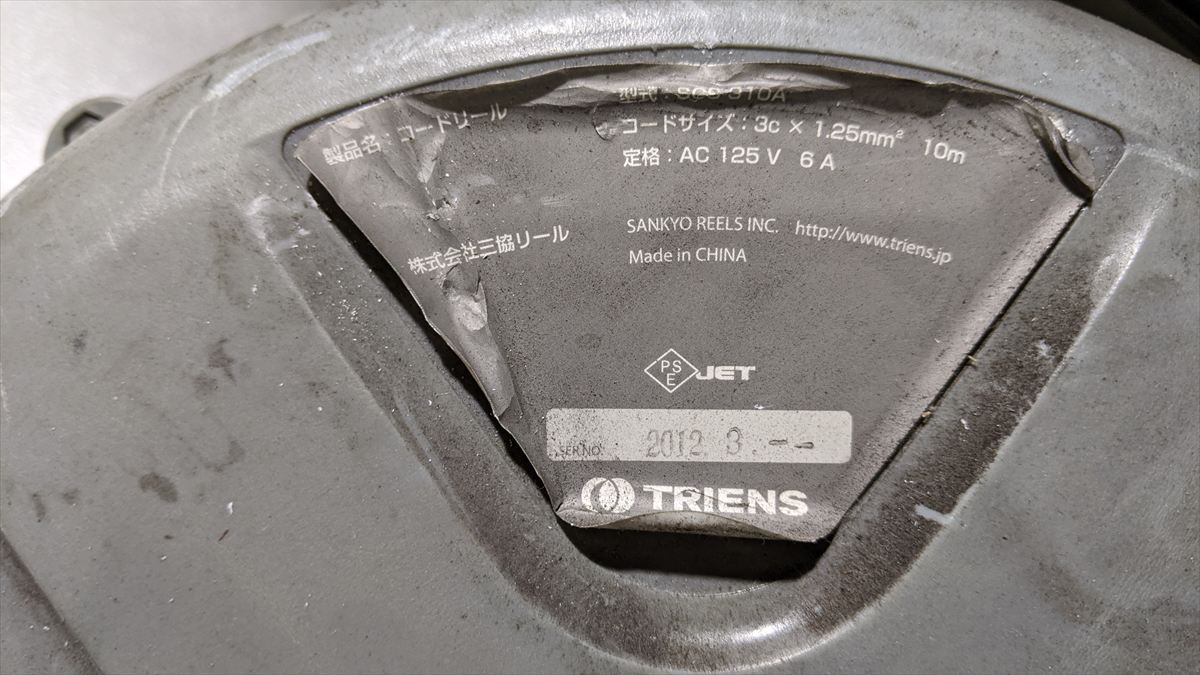 製品名：コードリール
型式：SCS-310A
コードサイズ：3c × 1.25mm² 10m
定格：AC 125 V 6 A
株式会社三協リール
SANKYO REELS INC. http://www.triens.jp
Made in CHINA
PS
E
JET
SER.NO. 2012. 3. --
TRIENS